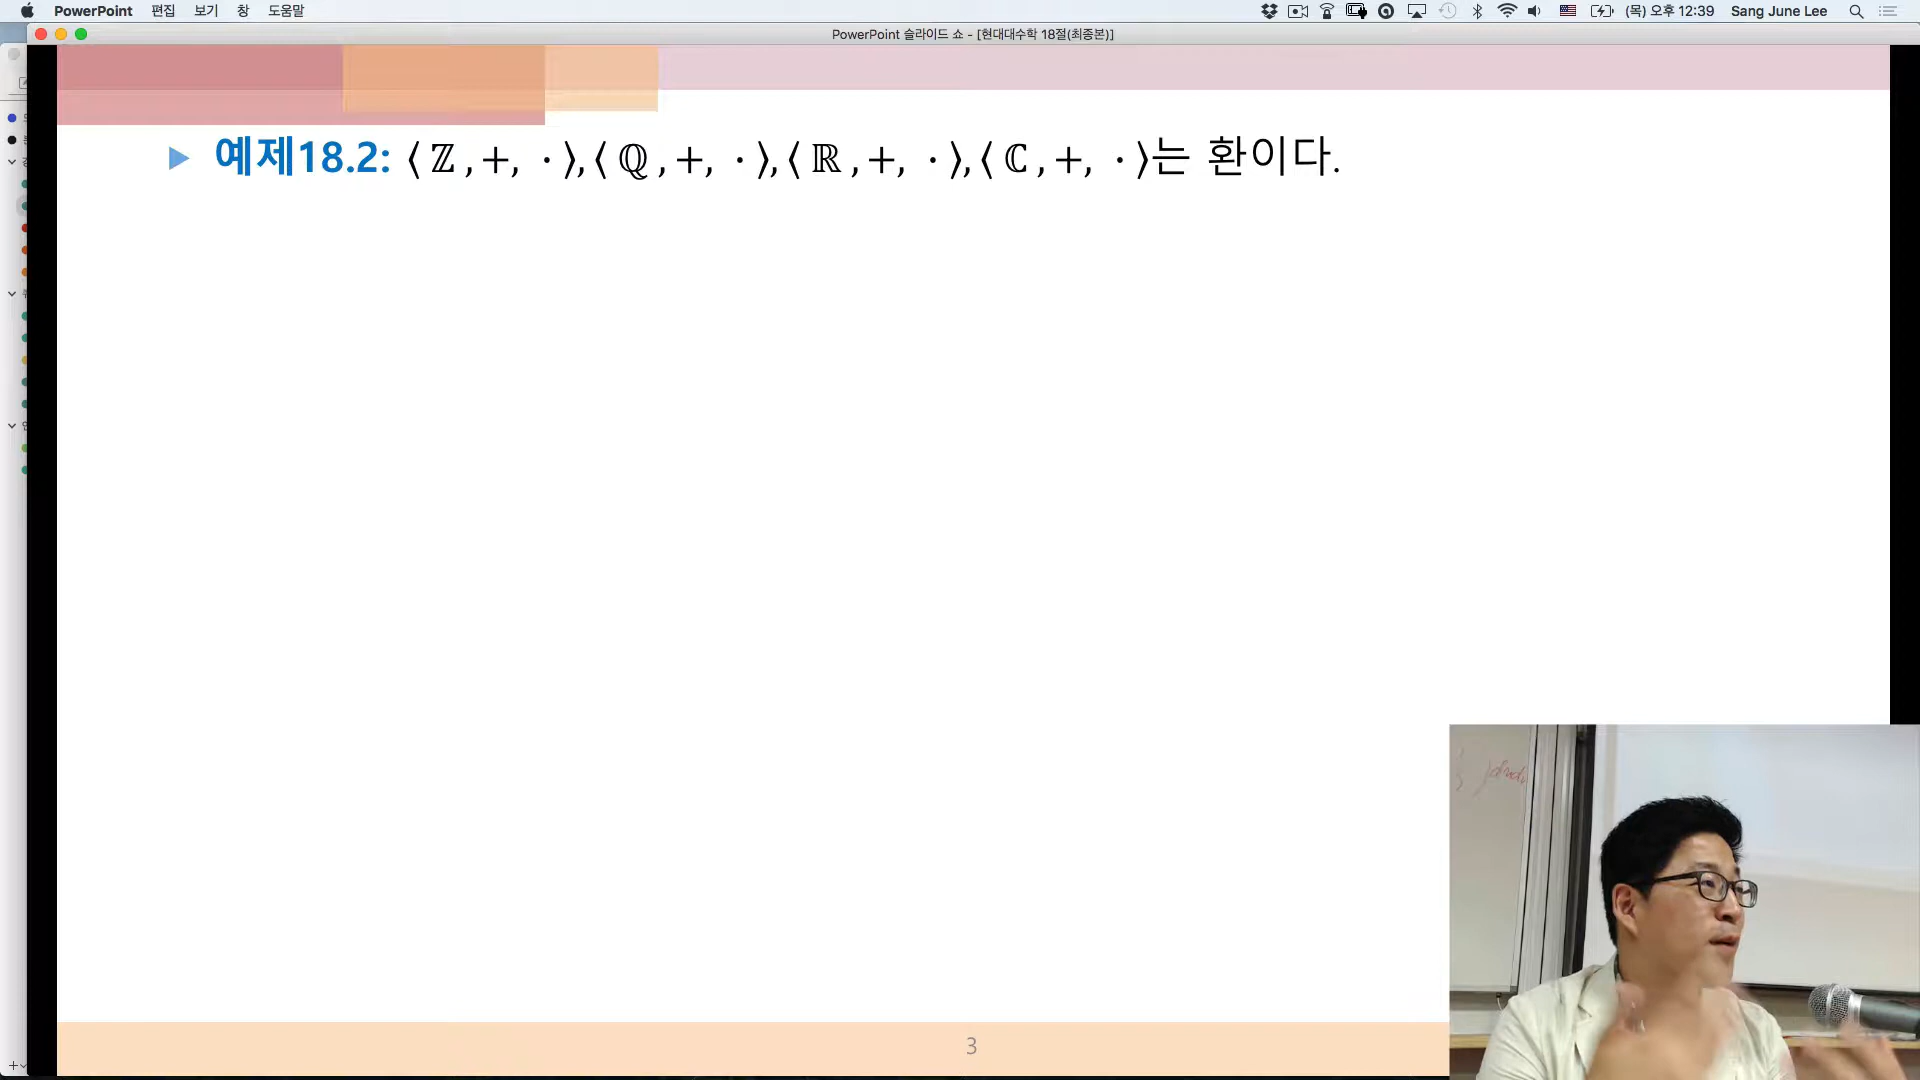 PowerPoint 편집 보기 창 도움말 (목) 오후 12:39 Sang June Lee
PowerPoint 슬라이드 쇼 - [현대대수학 18절(최종본)]
예제18.2: ⟨ ℤ , +, · ⟩, ⟨ ℚ , +, · ⟩, ⟨ ℝ , +, · ⟩, ⟨ ℂ , +, · ⟩는 환이다.
3